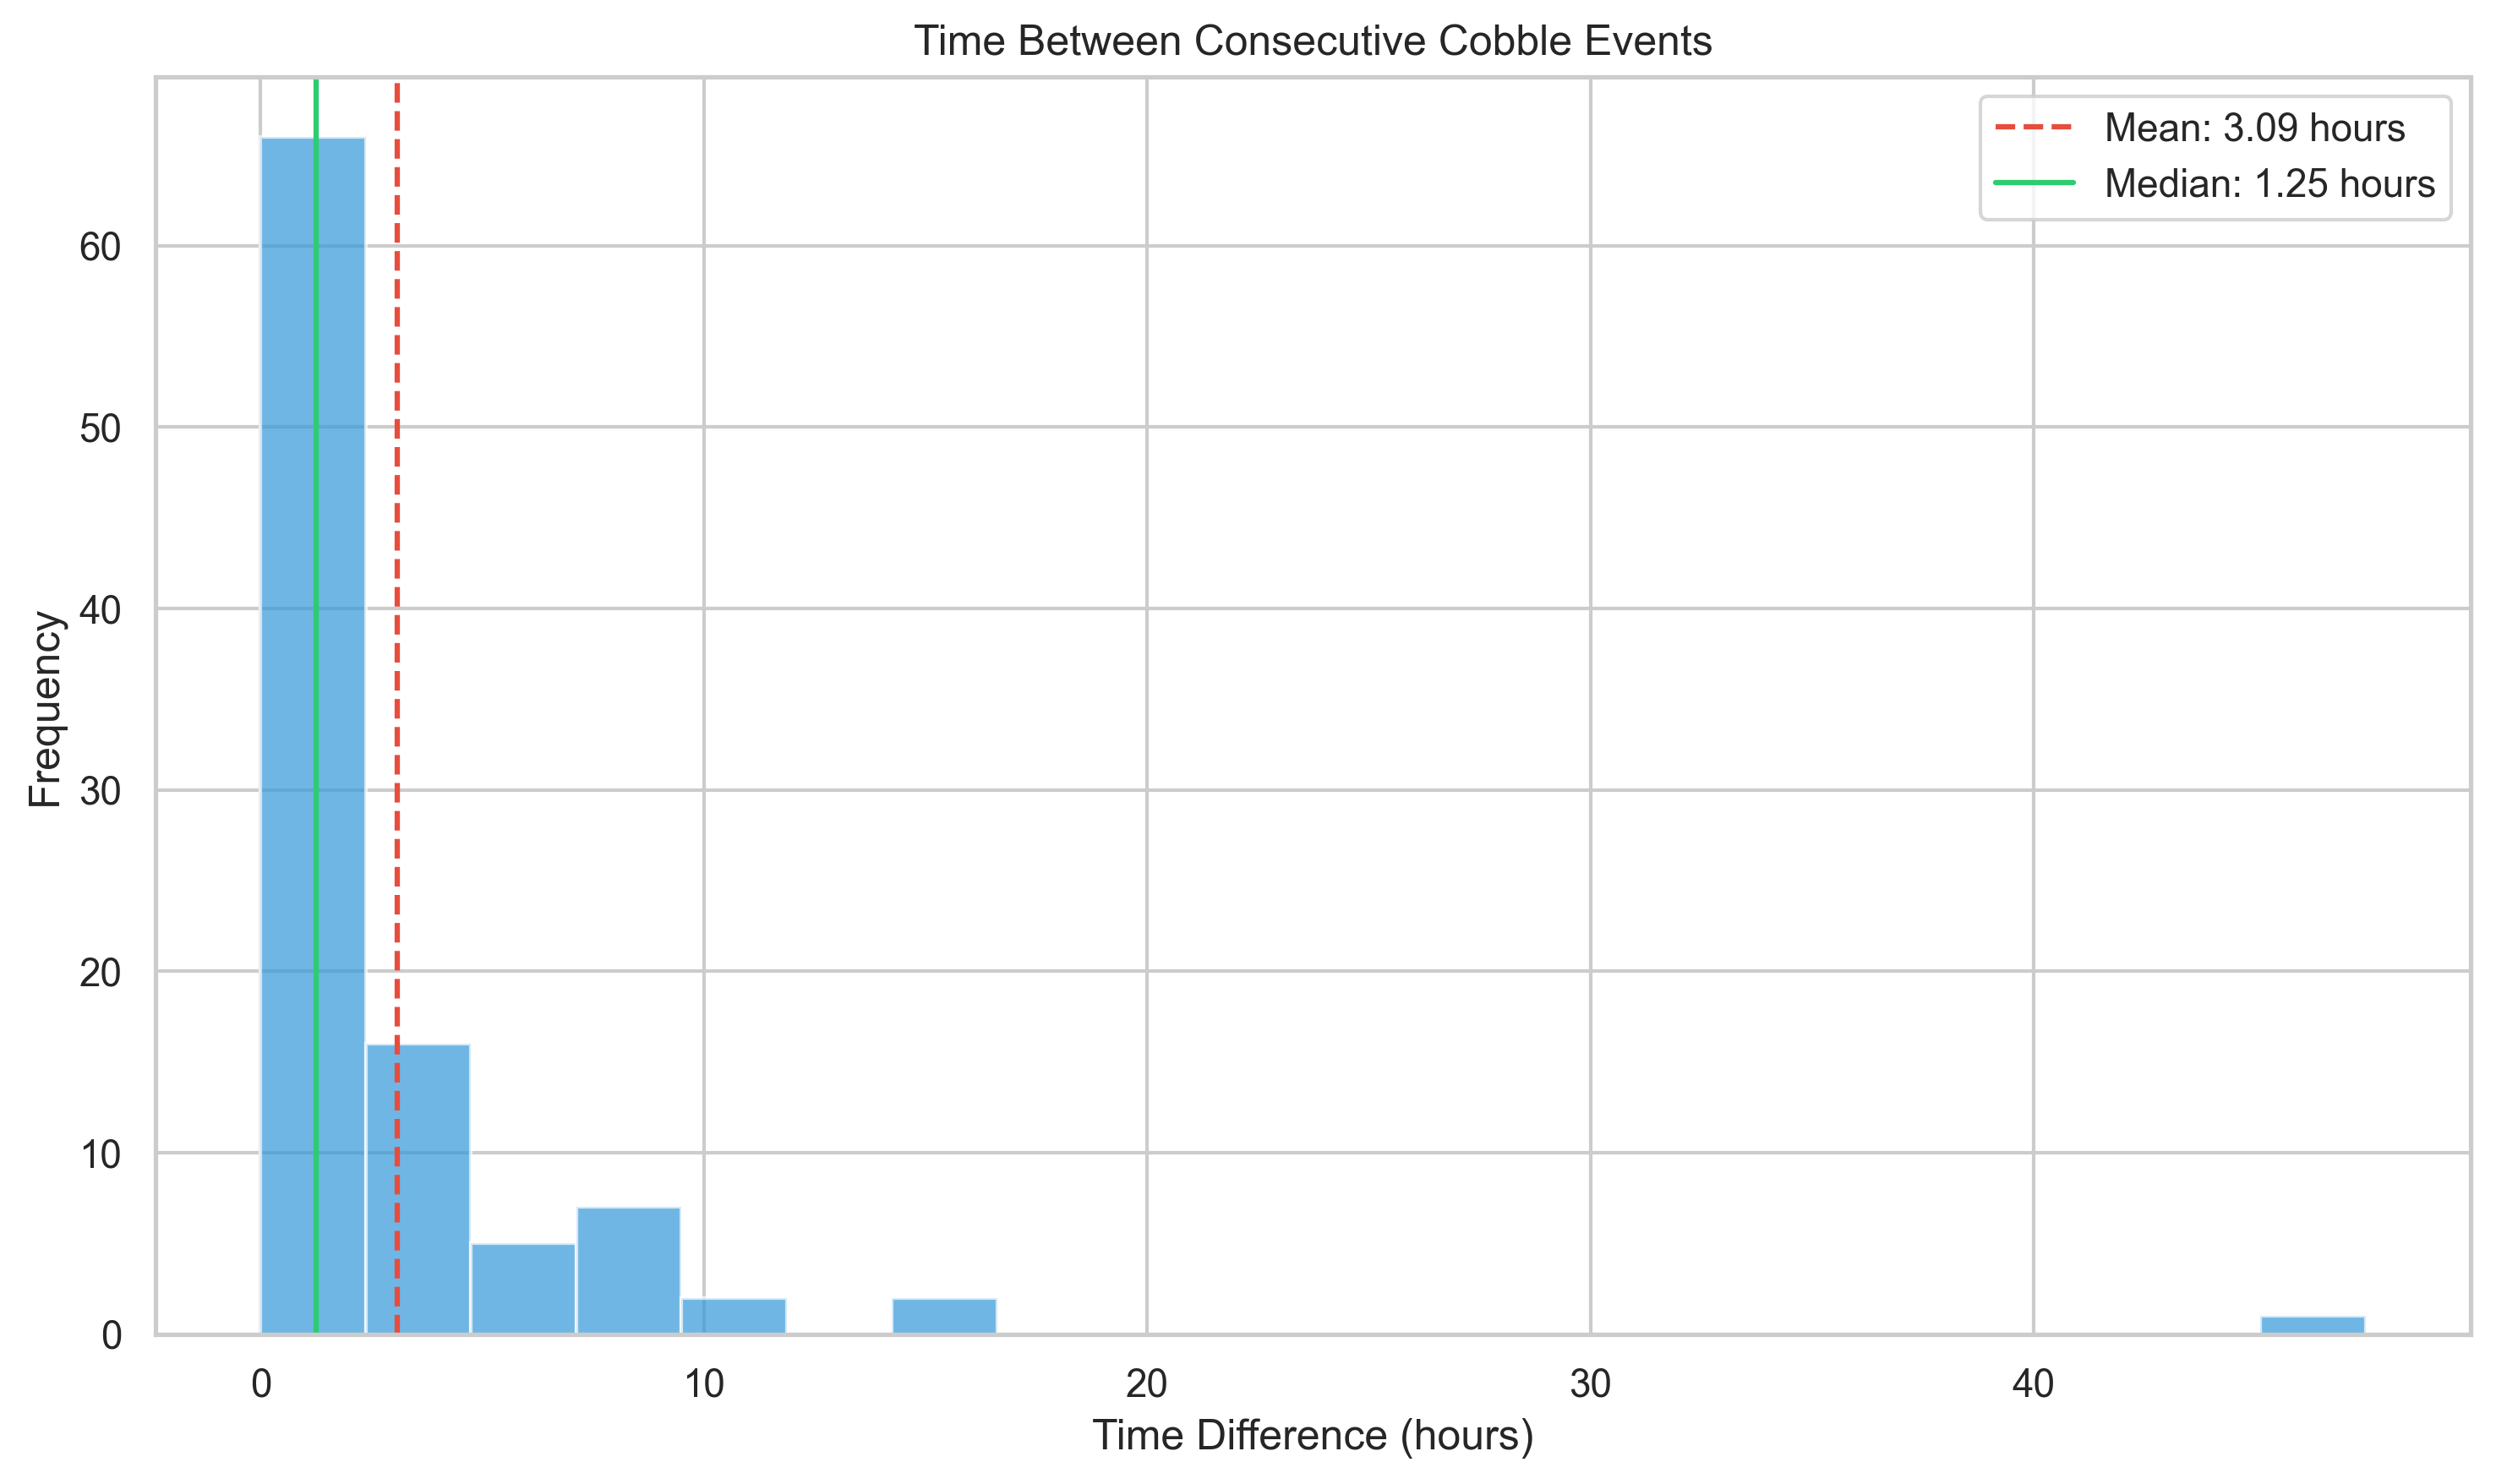 Time Between Consecutive Cobble Events
Mean: 3.09 hours
Median: 1.25 hours
Frequency
60
50
40
30
20
10
0
0 10 20 30 40
Time Difference (hours)